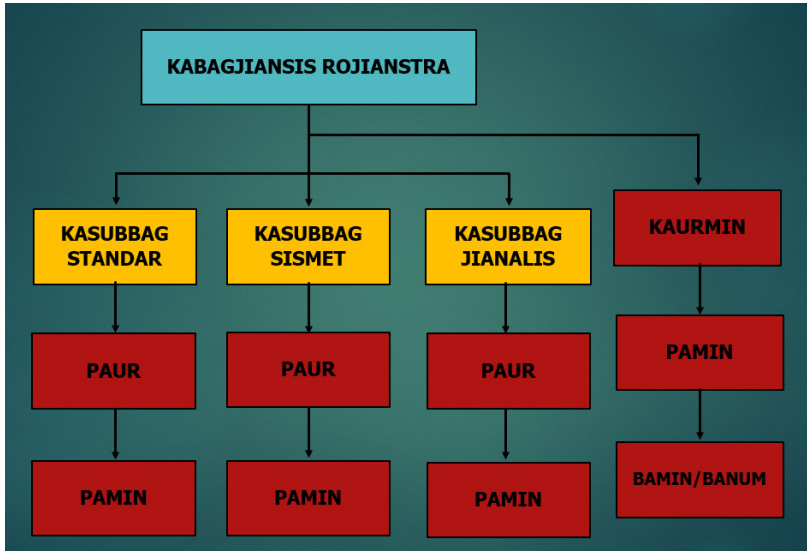 KABAGJIANSIS ROJIANSTRA
KASUBBAG
STANDAR
KASUBBAG
SISMET
KASUBBAG
JIANALIS
KAURMIN
PAUR
PAUR
PAUR
PAMIN
PAMIN
PAMIN
PAMIN
BAMIN/BANUM